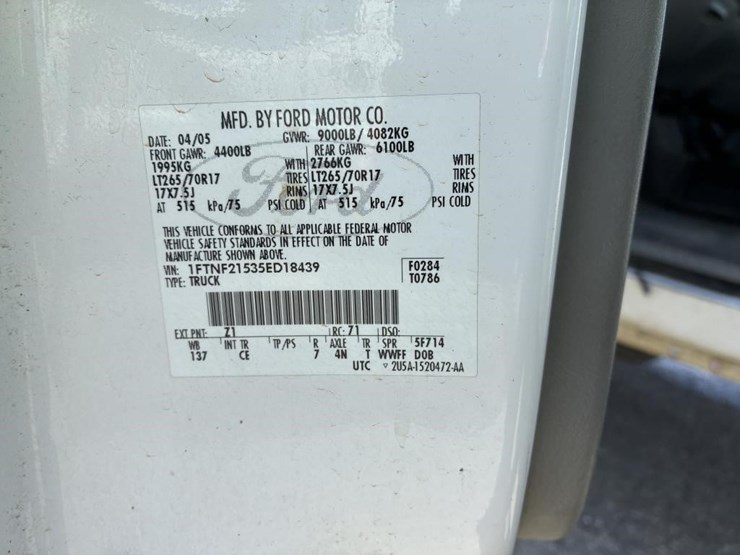 MFD. BY FORD MOTOR CO.
DATE: 04/05 GVWR: 9000LB/ 4082KG
FRONT GAWR: 4400LB REAR GAWR: 6100LB
1995KG WITH 2766KG WITH
LT265/70R17 TIRES LT265/70R17 TIRES
17X7.5J RIMS 17X7.5J RIMS
AT 515 kPa/75 PSI COLD AT 515 kPa/75 PSI COLD
Ford
THIS VEHICLE CONFORMS TO ALL APPLICABLE FEDERAL MOTOR
VEHICLE SAFETY STANDARDS IN EFFECT ON THE DATE OF
MANUFACTURE SHOWN ABOVE.
VIN: 1FTNF21535ED18439 F0284
TYPE: TRUCK T0786
EXT PNT: Z1 RC: 71 DSO:
WB INT TR TP/PS R AXLE TR SPR 5F714
137 CE 7 4N T WWFF DOB
UTC ▽ 2U5A-1520472-AA